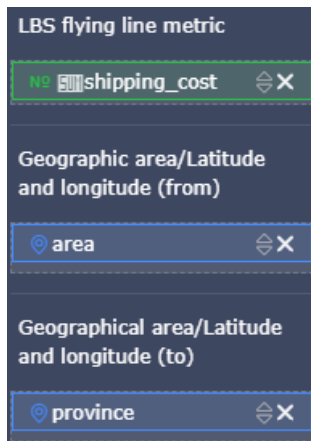 LBS flying line metric
Nº SUM shipping_cost
Geographic area/Latitude
and longitude (from)
area
Geographical area/Latitude
and longitude (to)
province